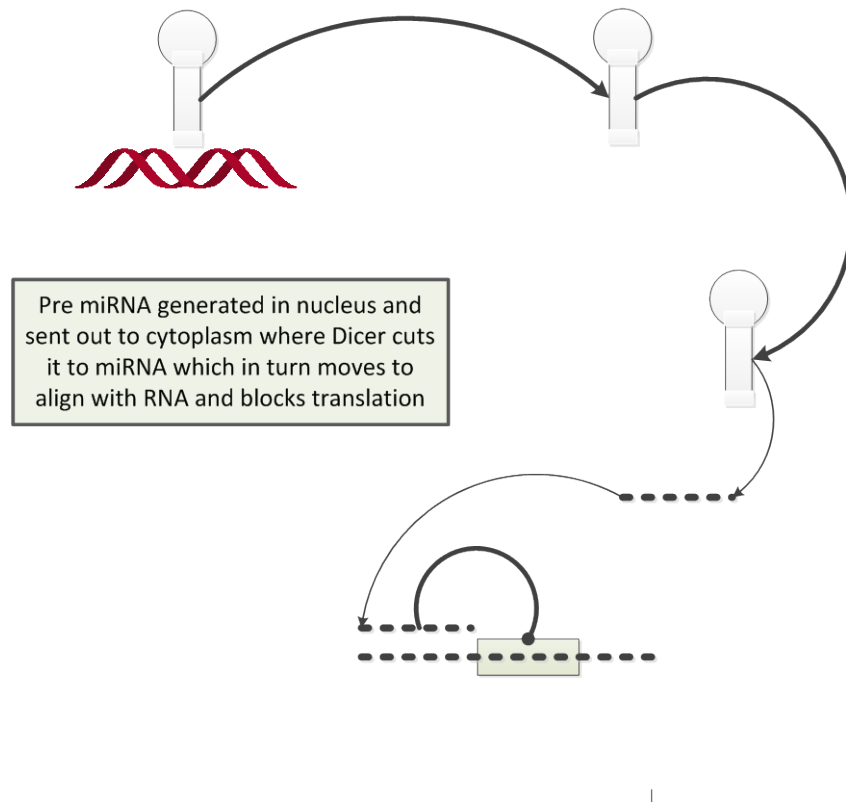 Pre miRNA generated in nucleus and
sent out to cytoplasm where Dicer cuts
it to miRNA which in turn moves to
align with RNA and blocks translation